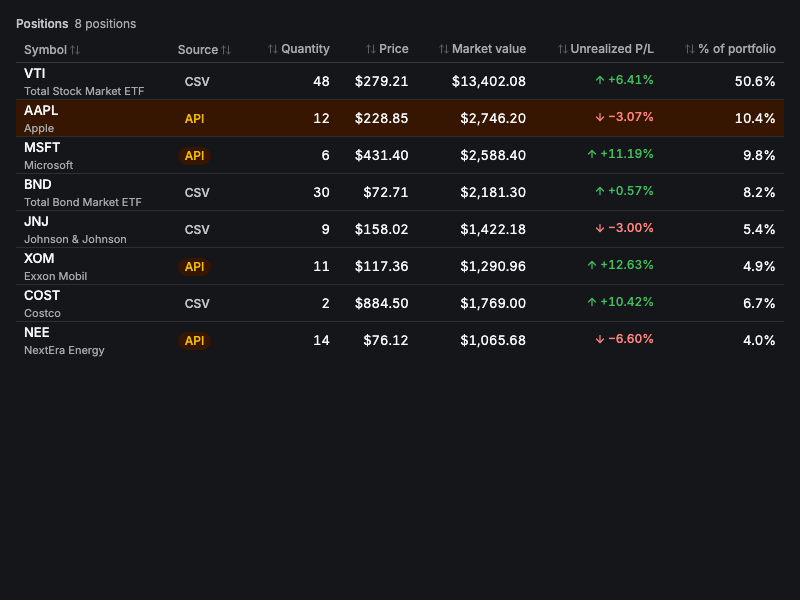 Positions 8 positions
Symbol ↑↓ Source ↑↓ ↑↓ Quantity ↑↓ Price ↑↓ Market value ↑↓ Unrealized P/L ↑↓ % of portfolio
VTI
Total Stock Market ETF CSV 48 $279.21 $13,402.08 ↑ +6.41% 50.6%
AAPL
Apple API 12 $228.85 $2,746.20 ↓ −3.07% 10.4%
MSFT
Microsoft API 6 $431.40 $2,588.40 ↑ +11.19% 9.8%
BND
Total Bond Market ETF CSV 30 $72.71 $2,181.30 ↑ +0.57% 8.2%
JNJ
Johnson & Johnson CSV 9 $158.02 $1,422.18 ↓ −3.00% 5.4%
XOM
Exxon Mobil API 11 $117.36 $1,290.96 ↑ +12.63% 4.9%
COST
Costco CSV 2 $884.50 $1,769.00 ↑ +10.42% 6.7%
NEE
NextEra Energy API 14 $76.12 $1,065.68 ↓ −6.60% 4.0%